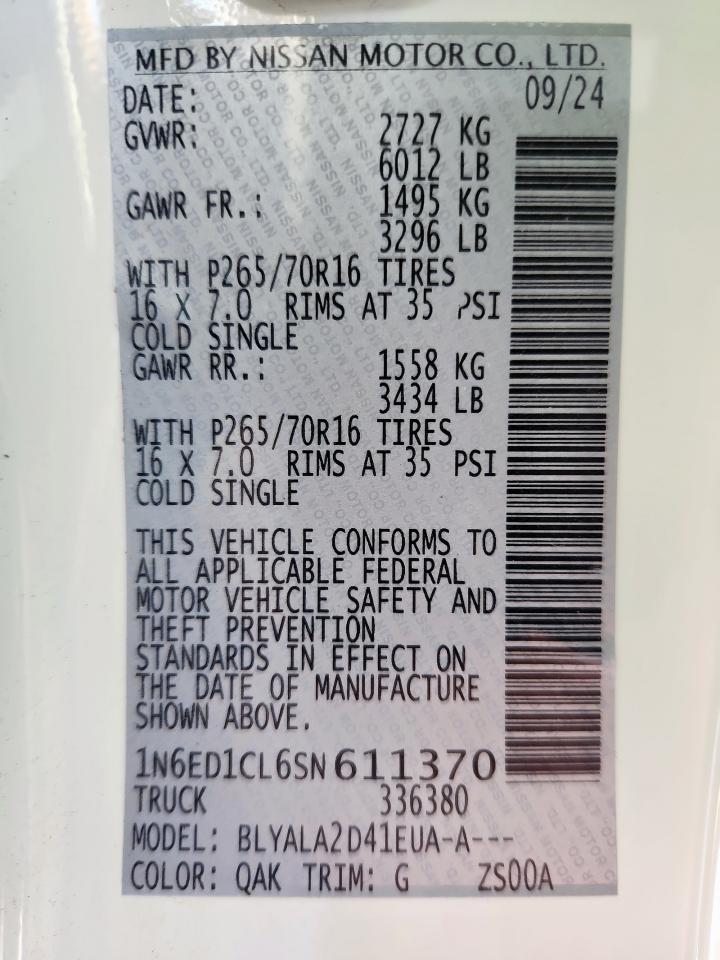 MFD BY NISSAN MOTOR CO., LTD.
DATE: 09/24
GVWR: 2727 KG
6012 LB
GAWR FR.: 1495 KG
3296 LB
WITH P265/70R16 TIRES
16 X 7.0 RIMS AT 35 PSI
COLD SINGLE
GAWR RR.: 1558 KG
3434 LB
WITH P265/70R16 TIRES
16 X 7.0 RIMS AT 35 PSI
COLD SINGLE
THIS VEHICLE CONFORMS TO
ALL APPLICABLE FEDERAL
MOTOR VEHICLE SAFETY AND
THEFT PREVENTION
STANDARDS IN EFFECT ON
THE DATE OF MANUFACTURE
SHOWN ABOVE.
1N6ED1CL6SN611370
TRUCK 336380
MODEL: BLYALA2D41EUA-A---
COLOR: QAK TRIM: G ZS00A